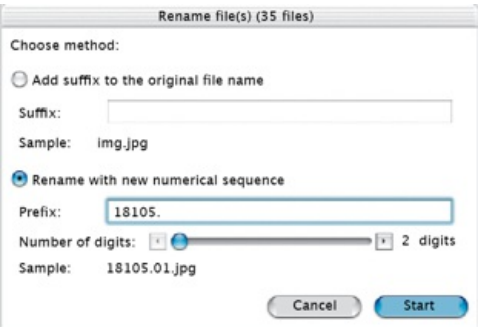 Rename file(s) (35 files)
Choose method:
Add suffix to the original file name
Suffix:
Sample: img.jpg
Rename with new numerical sequence
Prefix: 18105.
Number of digits: 2 digits
Sample: 18105.01.jpg
Cancel Start